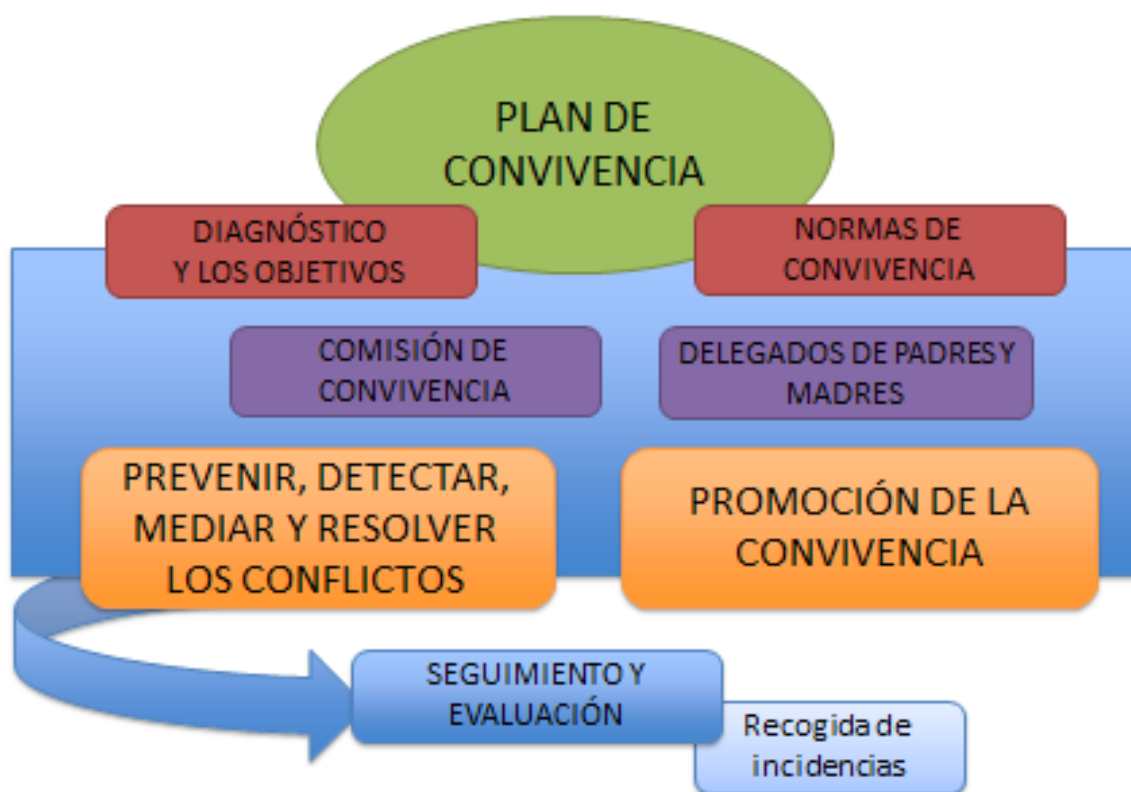 PLAN DE
CONVIVENCIA
DIAGNÓSTICO
Y LOS OBJETIVOS
NORMAS DE
CONVIVENCIA
COMISIÓN DE
CONVIVENCIA
DELEGADOS DE PADRES Y
MADRES
PREVENIR, DETECTAR,
MEDIAR Y RESOLVER
LOS CONFLICTOS
PROMOCIÓN DE LA
CONVIVENCIA
SEGUIMIENTO Y
EVALUACIÓN
Recogida de
incidencias